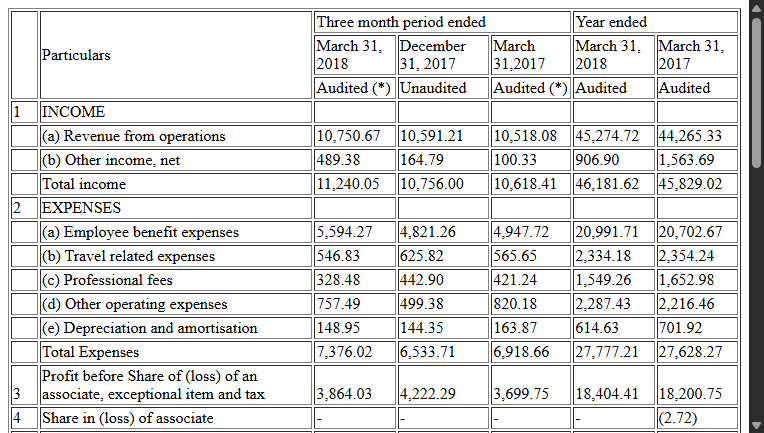 Three month period ended Year ended
Particulars March 31, 2018 December 31, 2017 March 31,2017 March 31, 2018 March 31, 2017
Audited (*) Unaudited Audited (*) Audited Audited
1 INCOME
(a) Revenue from operations 10,750.67 10,591.21 10,518.08 45,274.72 44,265.33
(b) Other income, net 489.38 164.79 100.33 906.90 1,563.69
Total income 11,240.05 10,756.00 10,618.41 46,181.62 45,829.02
2 EXPENSES
(a) Employee benefit expenses 5,594.27 4,821.26 4,947.72 20,991.71 20,702.67
(b) Travel related expenses 546.83 625.82 565.65 2,334.18 2,354.24
(c) Professional fees 328.48 442.90 421.24 1,549.26 1,652.98
(d) Other operating expenses 757.49 499.38 820.18 2,287.43 2,216.46
(e) Depreciation and amortisation 148.95 144.35 163.87 614.63 701.92
Total Expenses 7,376.02 6,533.71 6,918.66 27,777.21 27,628.27
3 Profit before Share of (loss) of an associate, exceptional item and tax 3,864.03 4,222.29 3,699.75 18,404.41 18,200.75
4 Share in (loss) of associate - - - - (2.72)